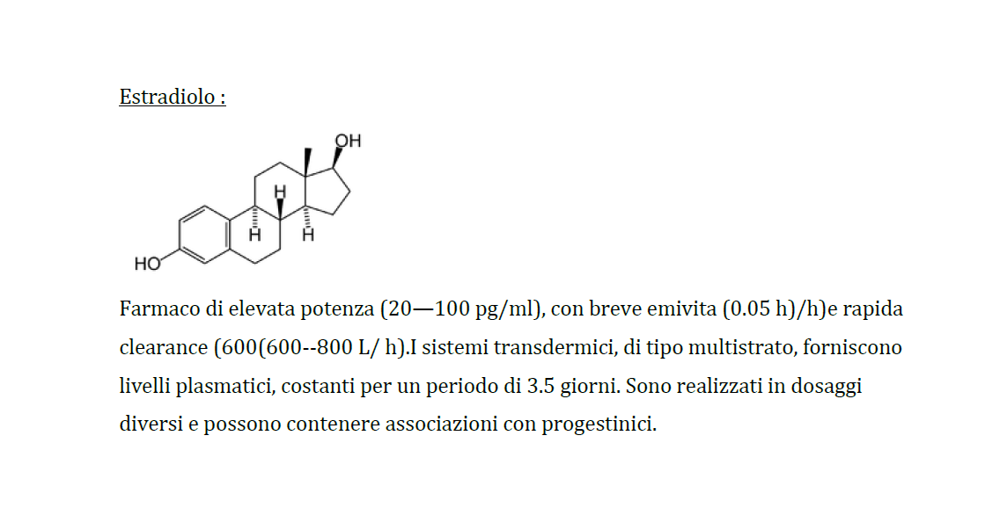 Estradiolo :
OH
H
H
H
HO
Farmaco di elevata potenza (20—100 pg/ml), con breve emivita (0.05 h)/h)e rapida
clearance (600(600--800 L/ h).I sistemi transdermici, di tipo multistrato, forniscono
livelli plasmatici, costanti per un periodo di 3.5 giorni. Sono realizzati in dosaggi
diversi e possono contenere associazioni con progestinici.